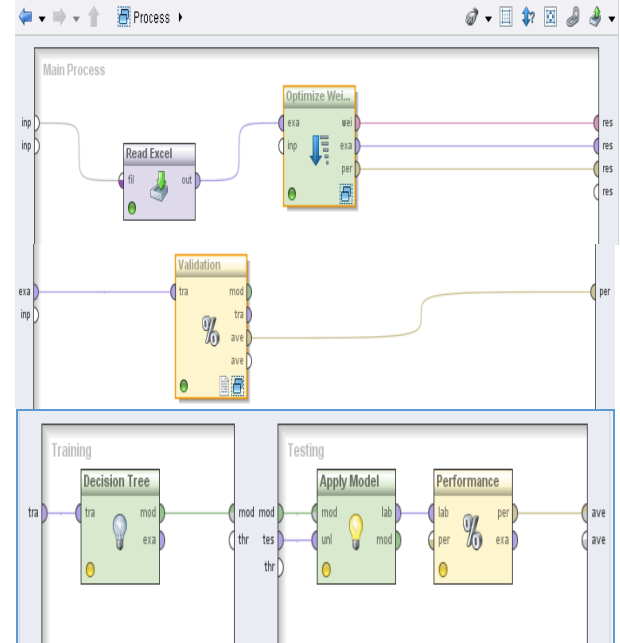 Process
Main Process
Optimize Wei...
inp
exa
wei
res
inp
inp
exa
res
Read Excel
per
res
fil
out
res
Validation
exa
tra
mod
per
inp
tra
ave
ave
Training
Testing
Decision Tree
Apply Model
Performance
tra
tra
mod
mod
mod
mod
lab
lab
per
ave
exa
thr
tes
unl
mod
per
exa
ave
thr